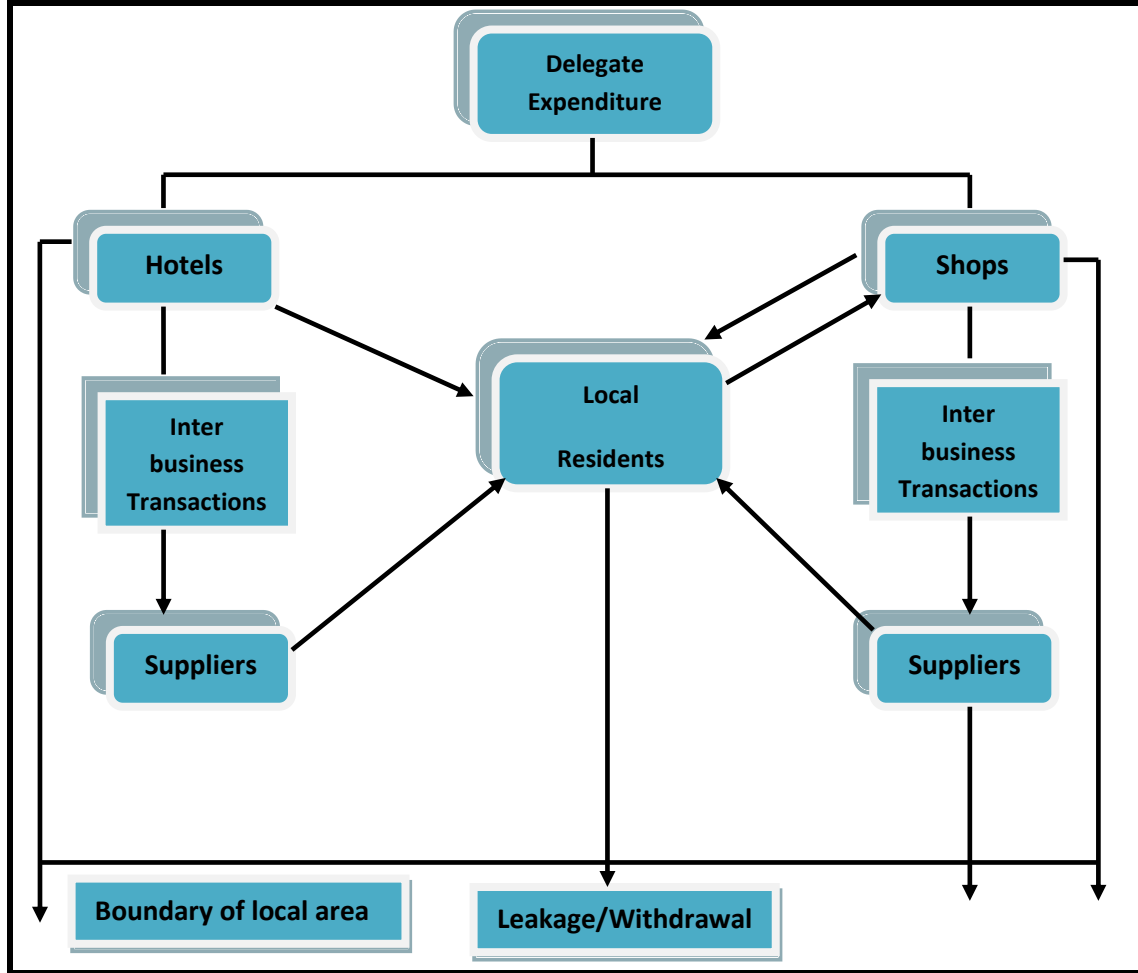 Delegate
Expenditure
Hotels
Shops
Local
Residents
Inter
business
Transactions
Inter
business
Transactions
Suppliers
Suppliers
Boundary of local area
Leakage/Withdrawal